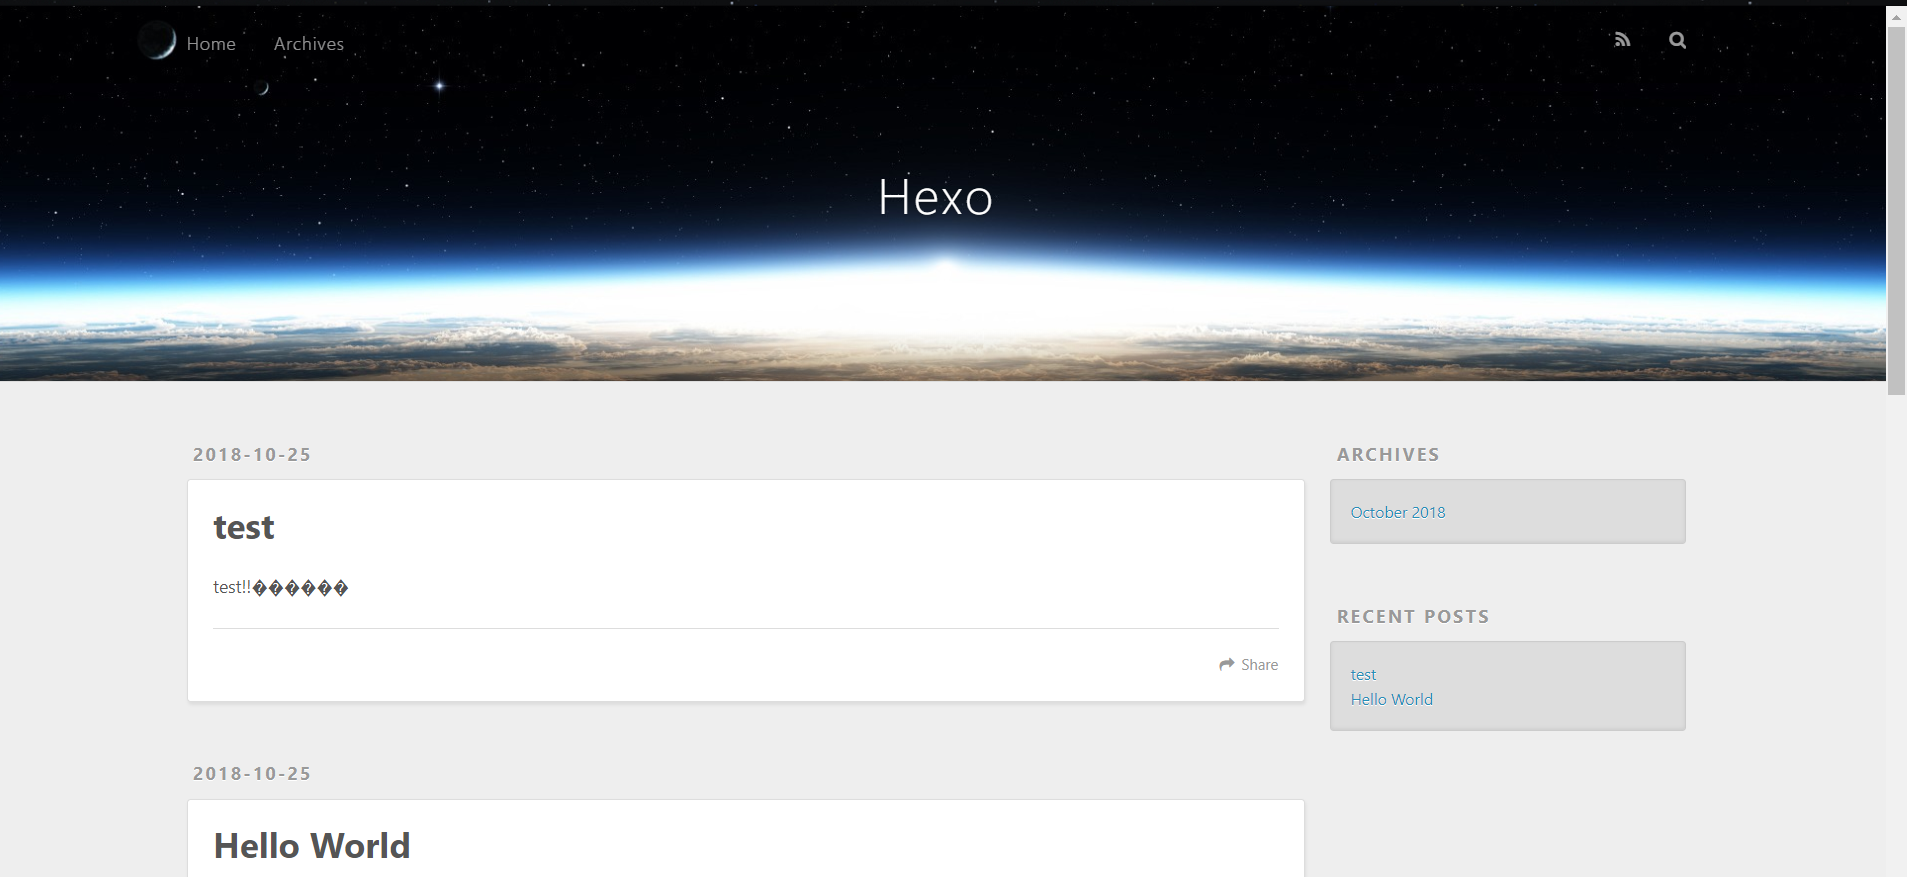 Home Archives
Hexo
2018-10-25
test
test!!������
Share
2018-10-25
Hello World
ARCHIVES
October 2018
RECENT POSTS
test
Hello World